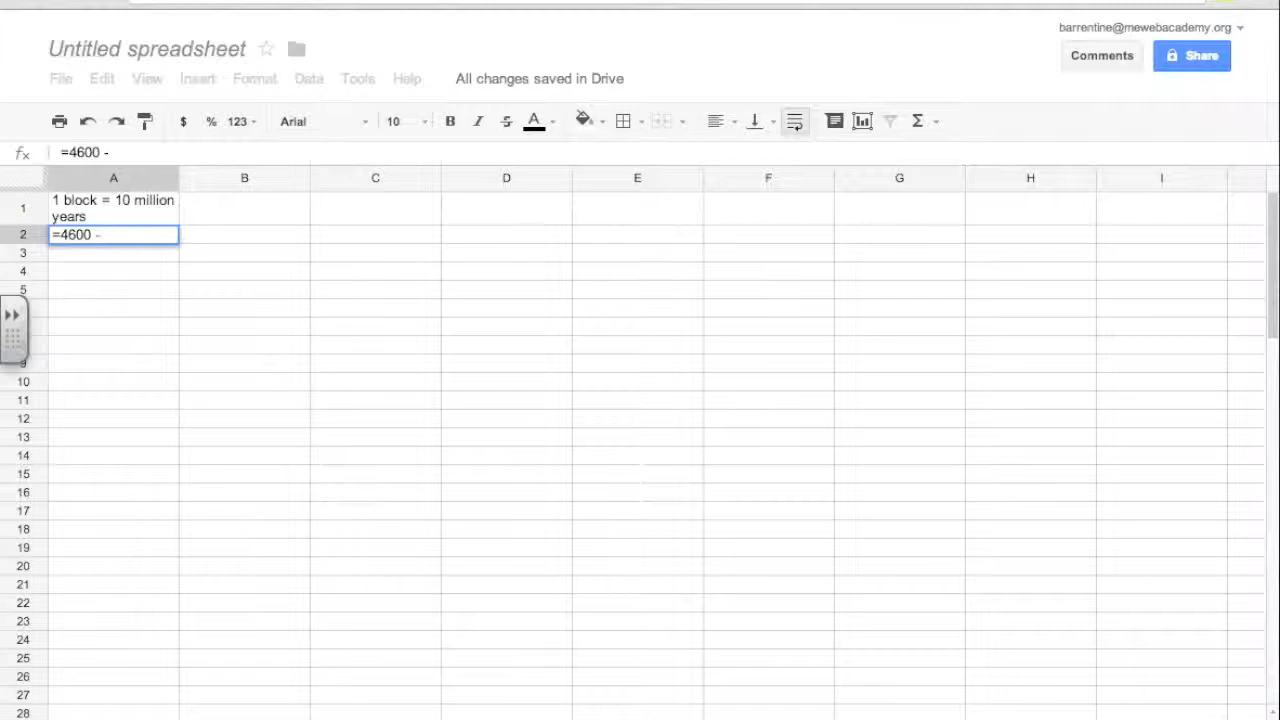 barrentine@mewebacademy.org
Untitled spreadsheet
Comments
Share
File Edit View Insert Format Data Tools Help All changes saved in Drive
$ % 123 Arial 10 B I S A Σ
fx =4600 -
A B C D E F G H I
1 1 block = 10 million
years
2 =4600 -
3
4
5
9
10
11
12
13
14
15
16
17
18
19
20
21
22
23
24
25
26
27
28